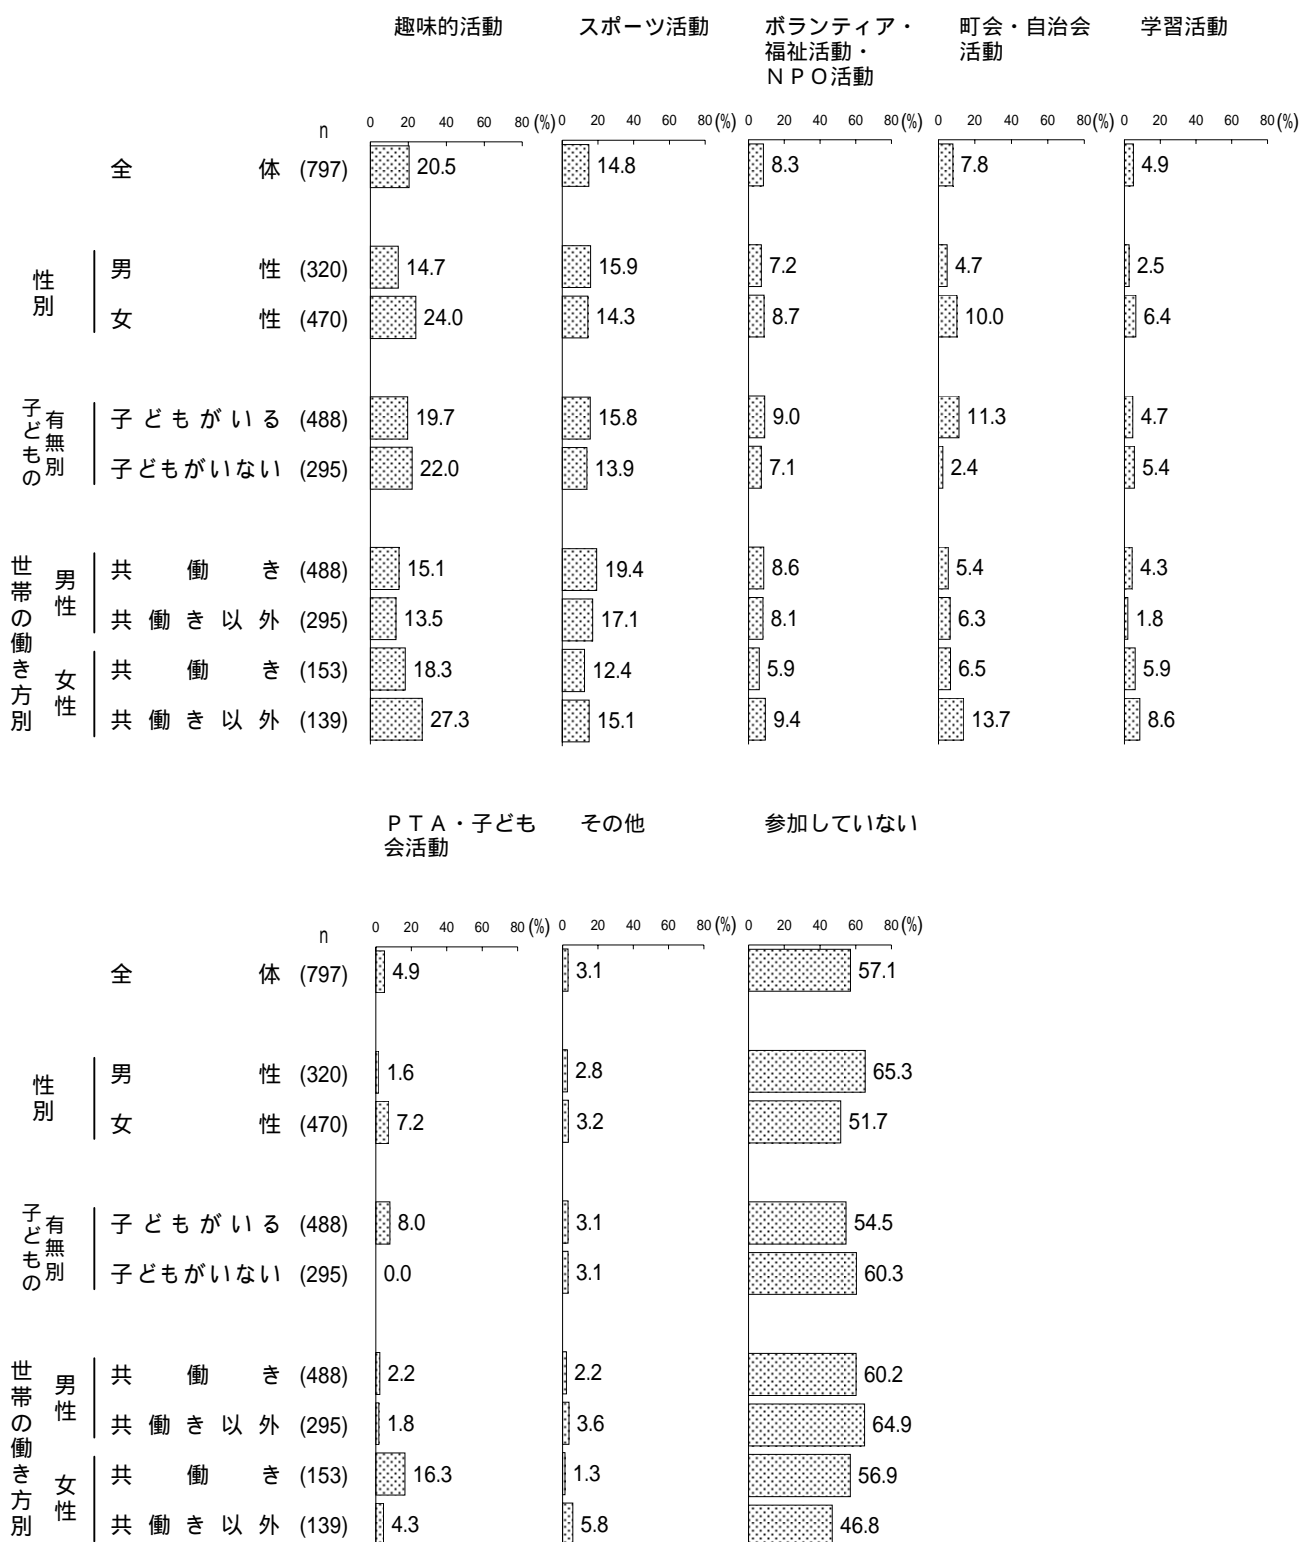 趣味的活動 スポーツ活動 ボランティア・ 町会・自治会 学習活動
福祉活動・ 活動
ＮＰＯ活動
n 0 20 40 60 80 (%) 0 20 40 60 80 (%) 0 20 40 60 80 (%) 0 20 40 60 80 (%) 0 20 40 60 80 (%)
全体 (797) 20.5 14.8 8.3 7.8 4.9
性別
男性 (320) 14.7 15.9 7.2 4.7 2.5
女性 (470) 24.0 14.3 8.7 10.0 6.4
子どもの有無別
子どもがいる (488) 19.7 15.8 9.0 11.3 4.7
子どもがいない (295) 22.0 13.9 7.1 2.4 5.4
世帯の働き方別
男性
共働き (488) 15.1 19.4 8.6 5.4 4.3
共働き以外 (295) 13.5 17.1 8.1 6.3 1.8
女性
共働き (153) 18.3 12.4 5.9 6.5 5.9
共働き以外 (139) 27.3 15.1 9.4 13.7 8.6
ＰＴＡ・子ども その他 参加していない
会活動
n 0 20 40 60 80 (%) 0 20 40 60 80 (%) 0 20 40 60 80 (%)
全体 (797) 4.9 3.1 57.1
性別
男性 (320) 1.6 2.8 65.3
女性 (470) 7.2 3.2 51.7
子どもの有無別
子どもがいる (488) 8.0 3.1 54.5
子どもがいない (295) 0.0 3.1 60.3
世帯の働き方別
男性
共働き (488) 2.2 2.2 60.2
共働き以外 (295) 1.8 3.6 64.9
女性
共働き (153) 16.3 1.3 56.9
共働き以外 (139) 4.3 5.8 46.8